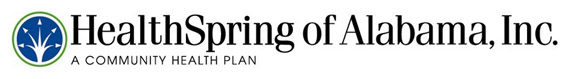 HealthSpring of Alabama, Inc.
A COMMUNITY HEALTH PLAN